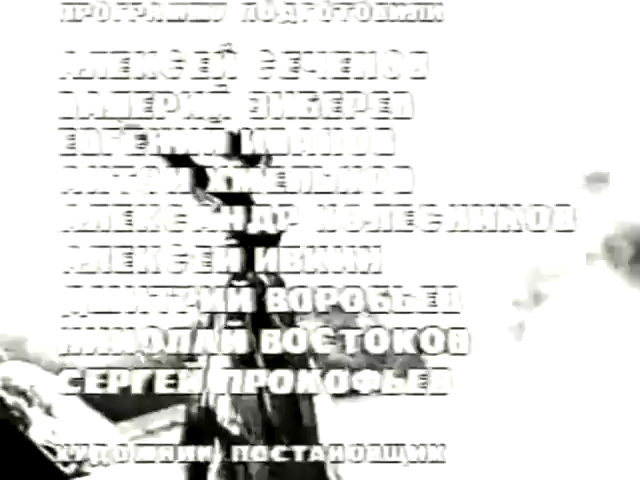 ПРОГРАММУ ПОДГОТОВИЛИ
АЛЕКСЕЙ СЕЧЕНОВ
ВАЛЕРИЙ ЗИБЕРЕВ
ЕВГЕНИЙ ИВАНОВ
АНТОН ХМЕЛЬНОВ
АЛЕКСАНДР КОЛЕСНИКОВ
АЛЕКСЕЙ ИВКИН
ДМИТРИЙ ВОРОБЬЕВ
НИКОЛАЙ ВОСТОКОВ
СЕРГЕЙ ПРОКОФЬЕВ
ХУДОЖНИК ПОСТАНОВЩИК